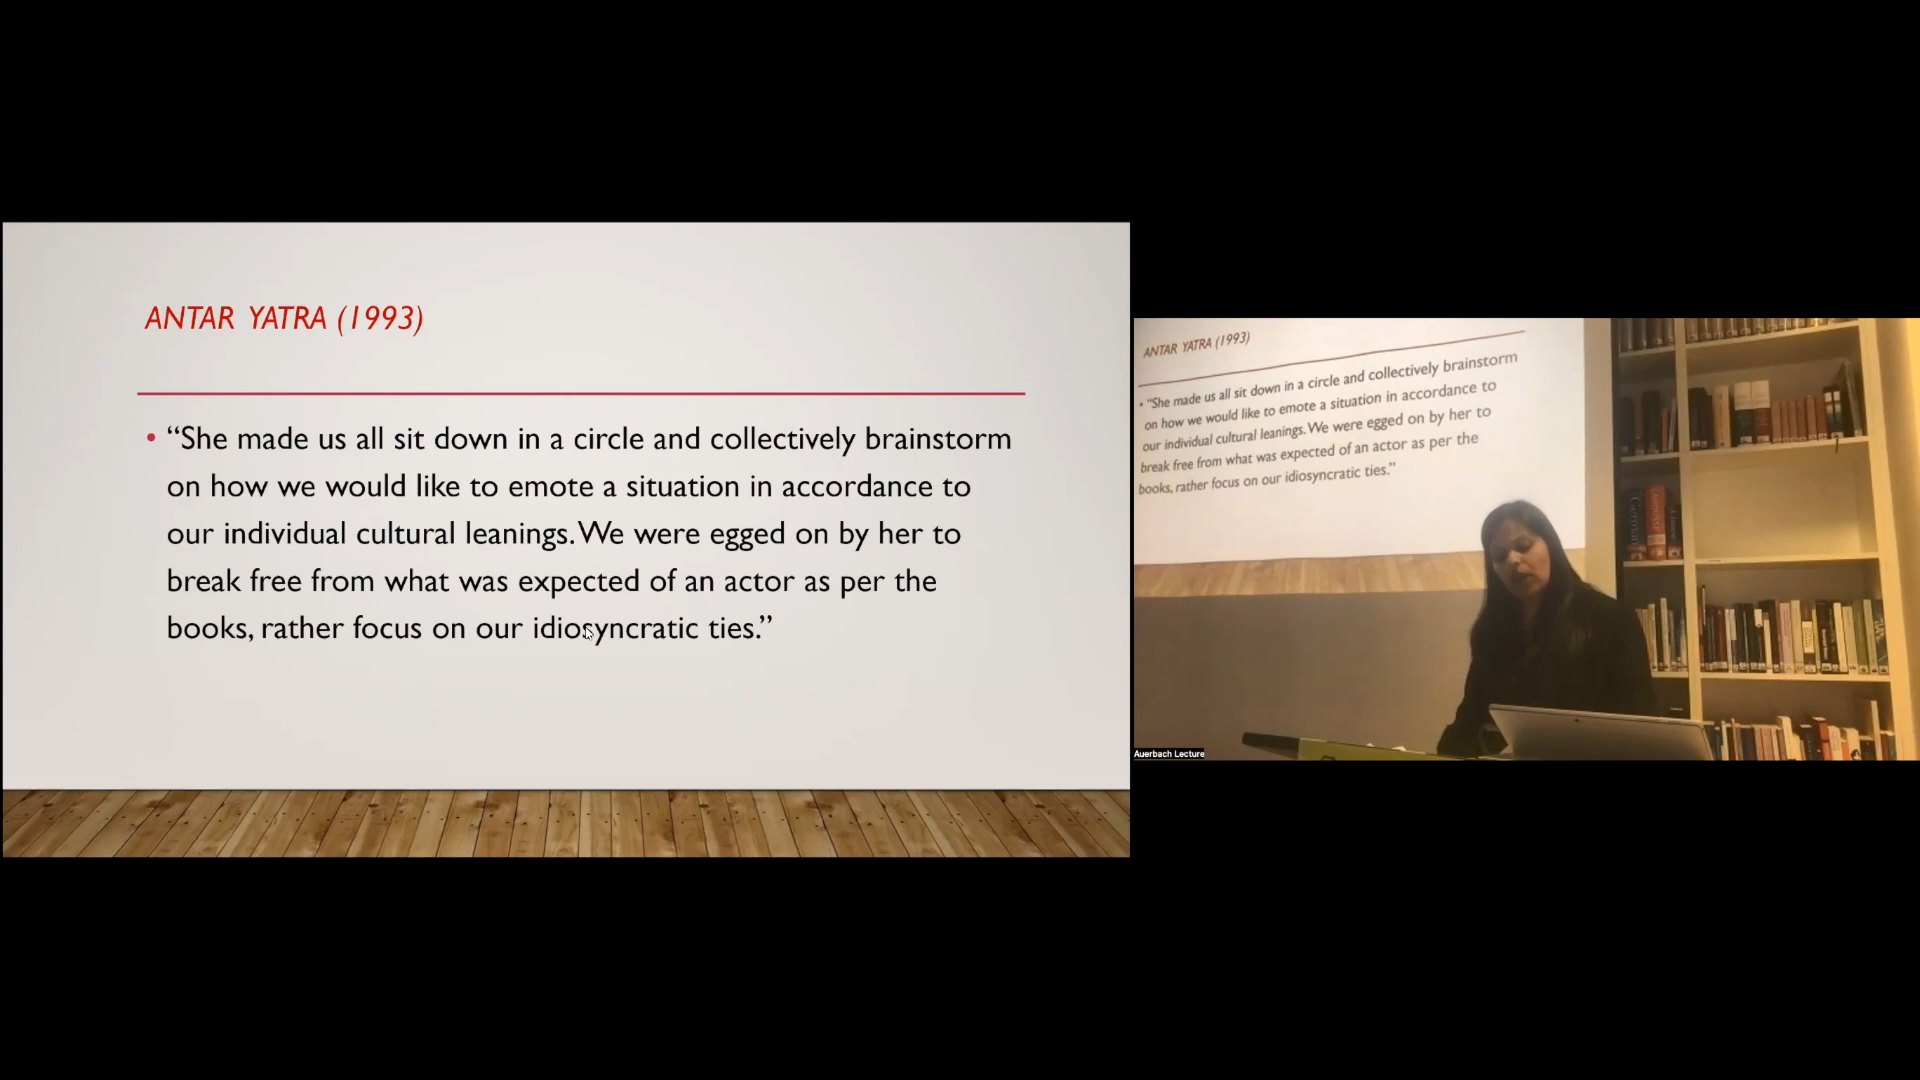 ANTAR YATRA (1993)
• “She made us all sit down in a circle and collectively brainstorm
on how we would like to emote a situation in accordance to
our individual cultural leanings. We were egged on by her to
break free from what was expected of an actor as per the
books, rather focus on our idiosyncratic ties.”
ANTAR YATRA (1993)
• “She made us all sit down in a circle and collectively brainstorm
on how we would like to emote a situation in accordance to
our individual cultural leanings. We were egged on by her to
break free from what was expected of an actor as per the
books, rather focus on our idiosyncratic ties.”
Auerbach Lecture